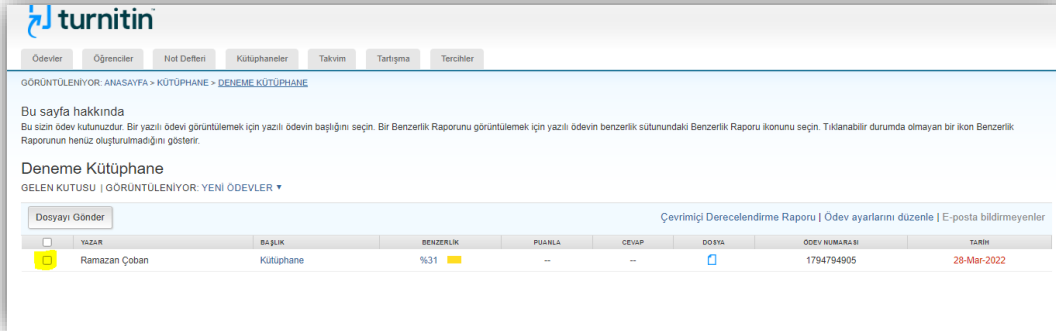 turnitin
Ödevler Öğrenciler Not Defteri Kütüphaneler Takvim Tartışma Tercihler
GÖRÜNTÜLENİYOR: ANASAYFA > KÜTÜPHANE > DENEME KÜTÜPHANE
Bu sayfa hakkında
Bu sizin ödev kutunuzdur. Bir yazılı ödevi görüntülemek için yazılı ödevin başlığını seçin. Bir Benzerlik Raporunu görüntülemek için yazılı ödevin benzerlik sütunundaki Benzerlik Raporu ikonunu seçin. Tıklanabilir durumda olmayan bir ikon Benzerlik
Raporunun henüz oluşturulmadığını gösterir.
Deneme Kütüphane
GELEN KUTUSU | GÖRÜNTÜLENİYOR: YENİ ÖDEVLER ▼
Dosyayı Gönder Çevrimiçi Derecelendirme Raporu | Ödev ayarlarını düzenle | E-posta bildirmeyenler
YAZAR BAŞLIK BENZERLİK PUANLA CEVAP DOSYA ÖDEV NUMARASI TARİH
Ramazan Çoban Kütüphane %31 -- -- 1794794905 28-Mar-2022